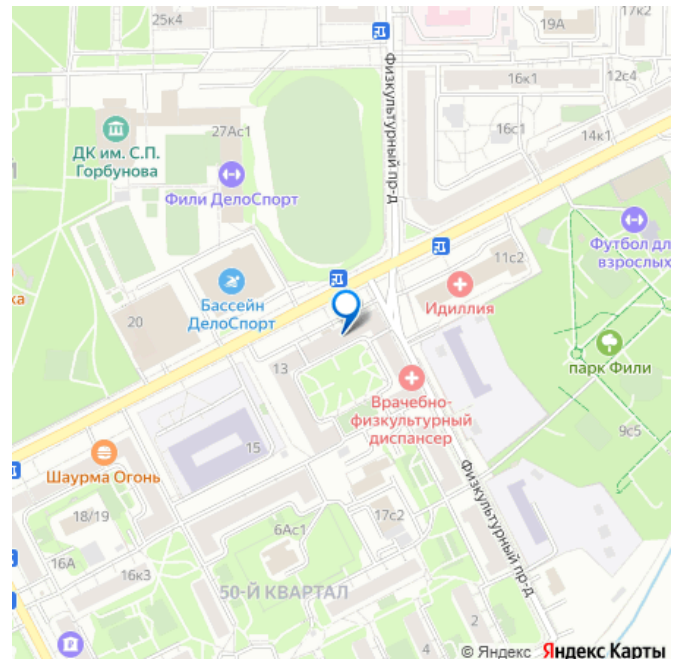 25к4
17к2
19А
16к1
12с4
Физкультурный пр-д
27Ас1
16с1
14к1
ДК им. С.П.
Горбунова
Фили ДелоСпорт
Футбол дл
взрослых
11с2
Идиллия
ка
Бассейн
ДелоСпорт
20
парк Фили
13
Врачебно-
физкультурный
диспансер
9с5
15
Шаурма Огонь
Физкультурный пр-д
18/19
17с2
6Ас1
16А
16к3
50-Й КВАРТАЛ
2
4
© Яндекс Яндекс Карты